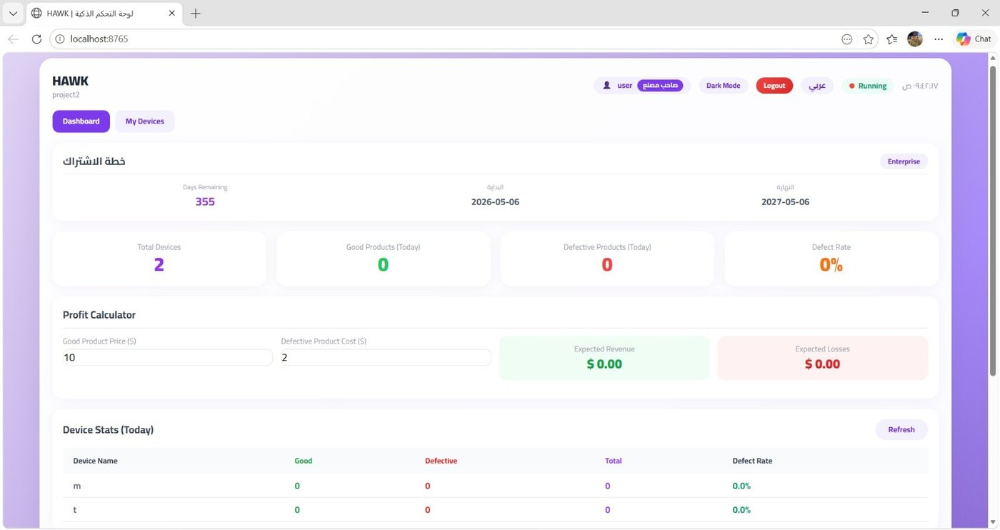 HAWK | لوحة التحكم الذكية
localhost:8765
Chat
HAWK
project2
user صاحب مصنع
Dark Mode
Logout
عربي
Running
٠٩:٤٢:١٧ ص
Dashboard
My Devices
خطة الاشتراك
Enterprise
Days Remaining
355
البداية
2026-05-06
النهاية
2027-05-06
Total Devices
2
Good Products (Today)
0
Defective Products (Today)
0
Defect Rate
0%
Profit Calculator
Good Product Price ($)
10
Defective Product Cost ($)
2
Expected Revenue
$ 0.00
Expected Losses
$ 0.00
Device Stats (Today)
Refresh
Device Name Good Defective Total Defect Rate
m 0 0 0 0.0%
t 0 0 0 0.0%